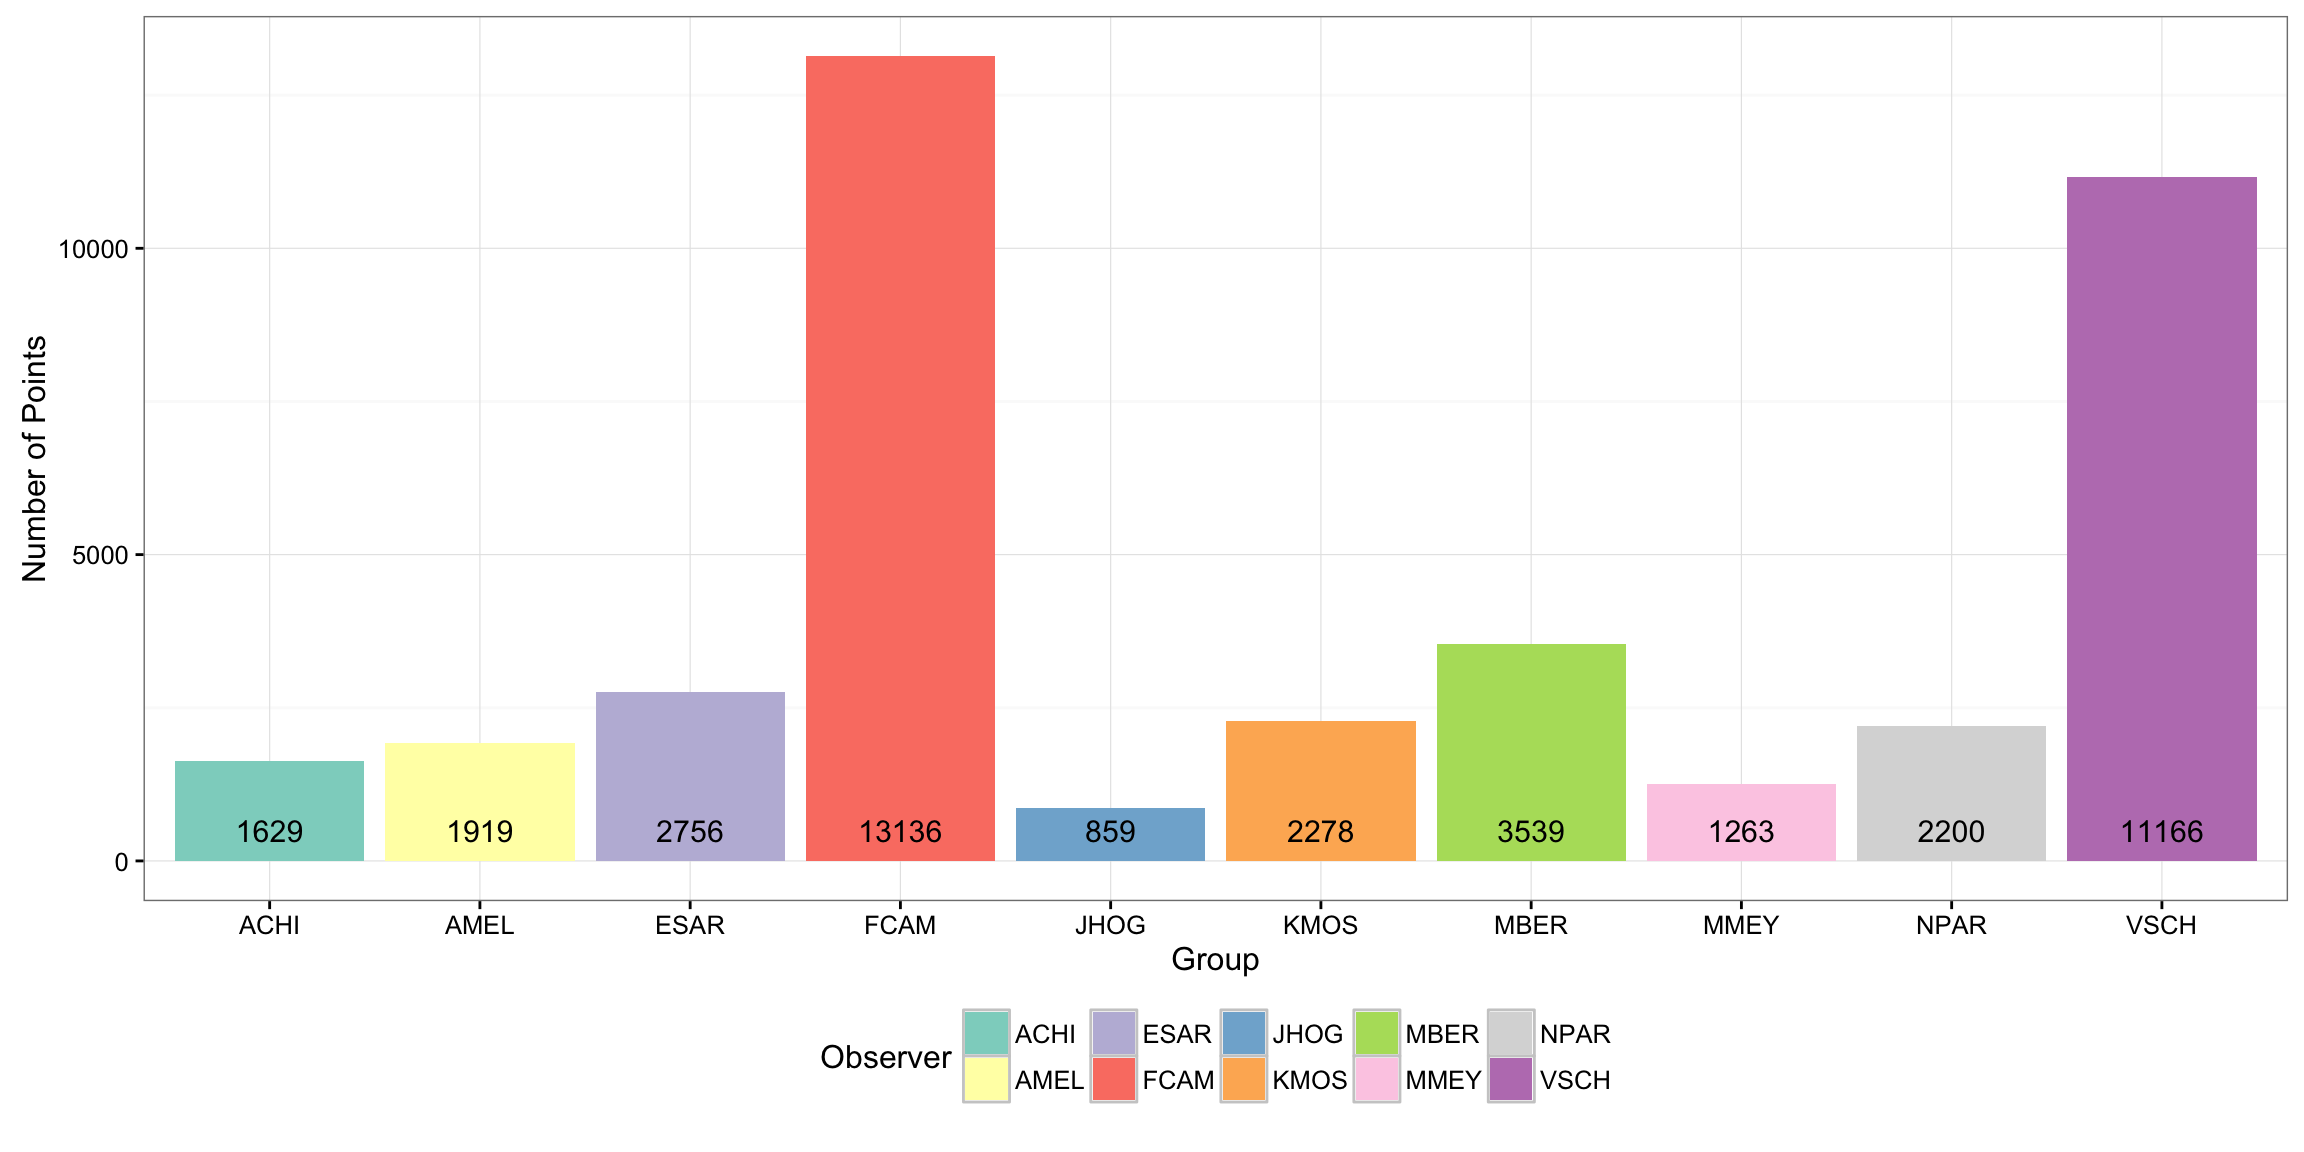 Number of Points
10000
5000
0
1629 1919 2756 13136 859 2278 3539 1263 2200 11166
ACHI AMEL ESAR FCAM JHOG KMOS MBER MMEY NPAR VSCH
Group
Observer
ACHI ESAR JHOG MBER NPAR
AMEL FCAM KMOS MMEY VSCH